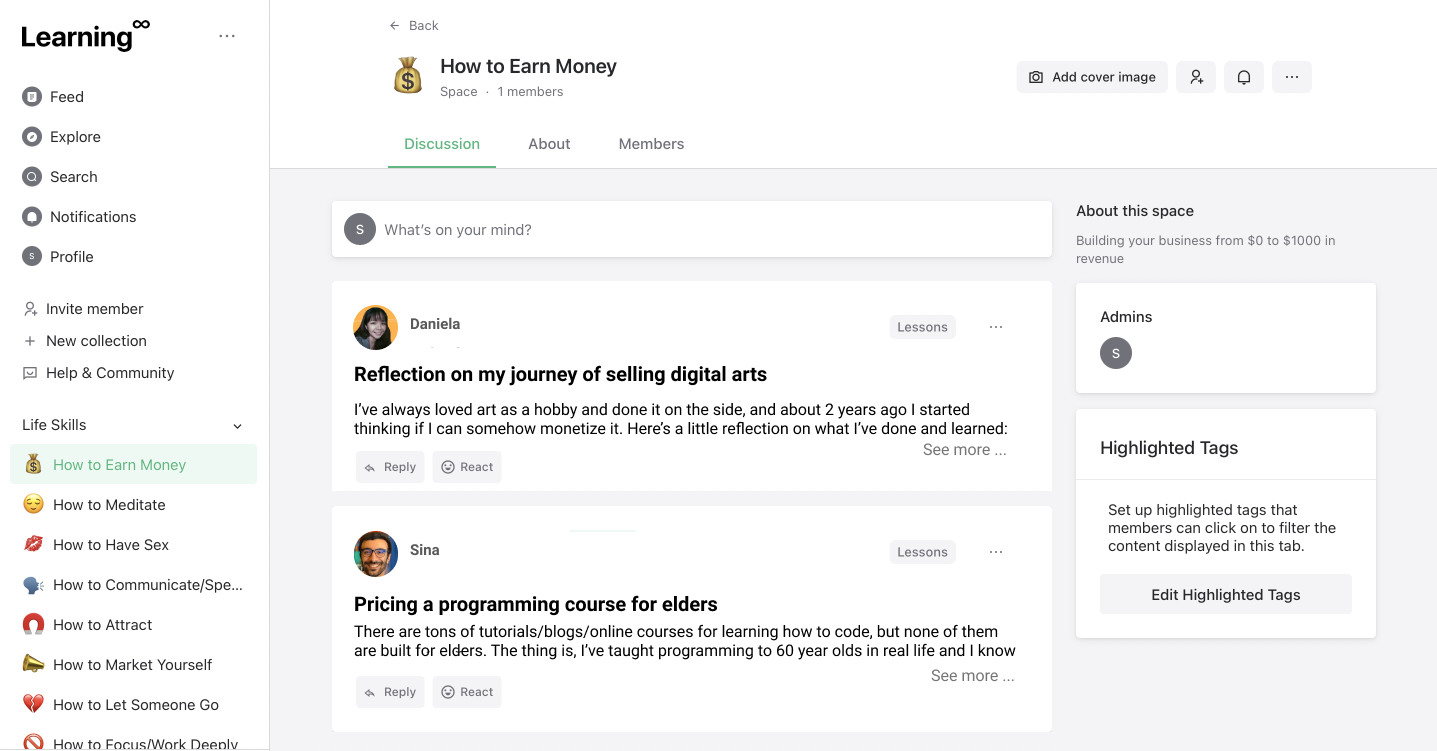 Learning∞
...
Feed
Explore
Search
Notifications
S Profile
Invite member
New collection
Help & Community
Life Skills
How to Earn Money
How to Meditate
How to Have Sex
How to Communicate/Spe...
How to Attract
How to Market Yourself
How to Let Someone Go
How to Focus/Work Deeply
← Back
How to Earn Money
Space · 1 members
Add cover image
...
Discussion About Members
S What's on your mind?
Daniela
Lessons ...
Reflection on my journey of selling digital arts
I've always loved art as a hobby and done it on the side, and about 2 years ago I started
thinking if I can somehow monetize it. Here's a little reflection on what I've done and learned:
See more ...
Reply React
Sina
Lessons ...
Pricing a programming course for elders
There are tons of tutorials/blogs/online courses for learning how to code, but none of them
are built for elders. The thing is, I've taught programming to 60 year olds in real life and I know
See more ...
Reply React
About this space
Building your business from $0 to $1000 in
revenue
Admins
S
Highlighted Tags
Set up highlighted tags that
members can click on to filter the
content displayed in this tab.
Edit Highlighted Tags